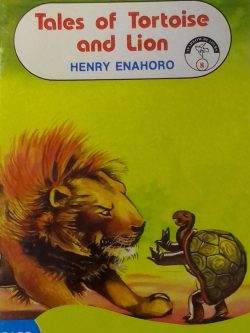 Tales of Tortoise
and Lion
HENRY ENAHORO
8